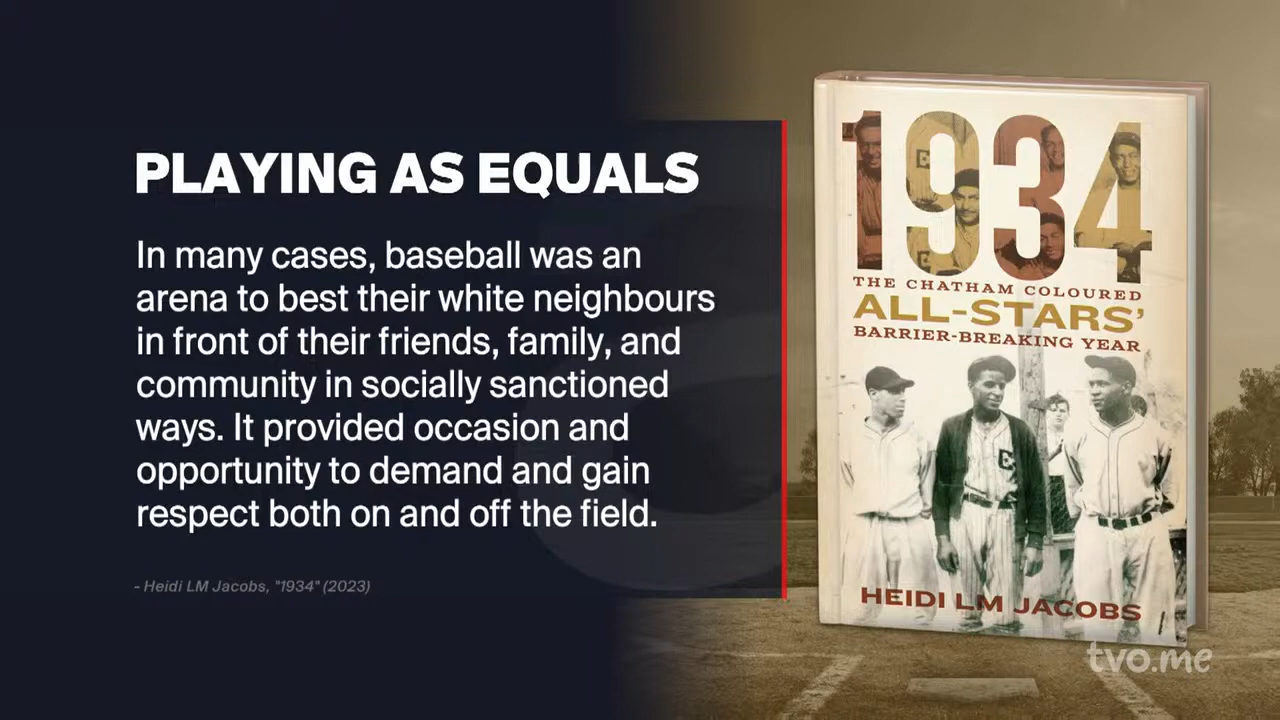 PLAYING AS EQUALS
In many cases, baseball was an
arena to best their white neighbours
in front of their friends, family, and
community in socially sanctioned
ways. It provided occasion and
opportunity to demand and gain
respect both on and off the field.
- Heidi LM Jacobs, "1934" (2023)
1934
THE CHATHAM COLOURED
ALL-STARS'
BARRIER-BREAKING YEAR
HEIDI LM JACOBS
tvo.me